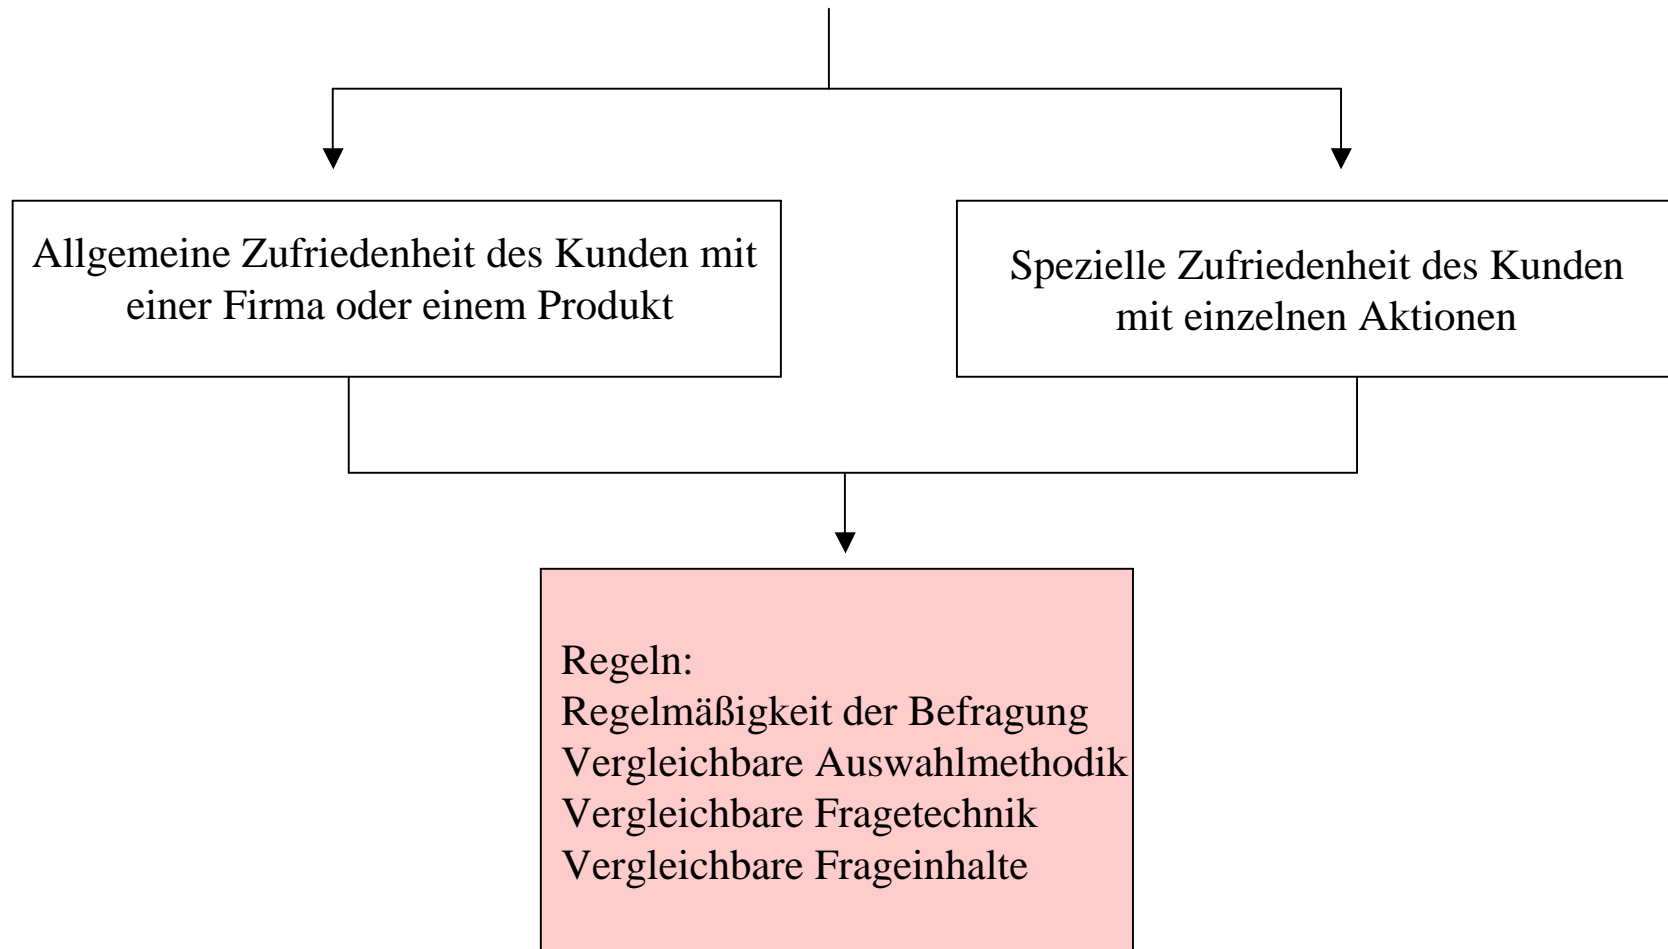 Allgemeine Zufriedenheit des Kunden mit
einer Firma oder einem Produkt
Spezielle Zufriedenheit des Kunden
mit einzelnen Aktionen
Regeln:
Regelmäßigkeit der Befragung
Vergleichbare Auswahlmethodik
Vergleichbare Fragetechnik
Vergleichbare Frageinhalte